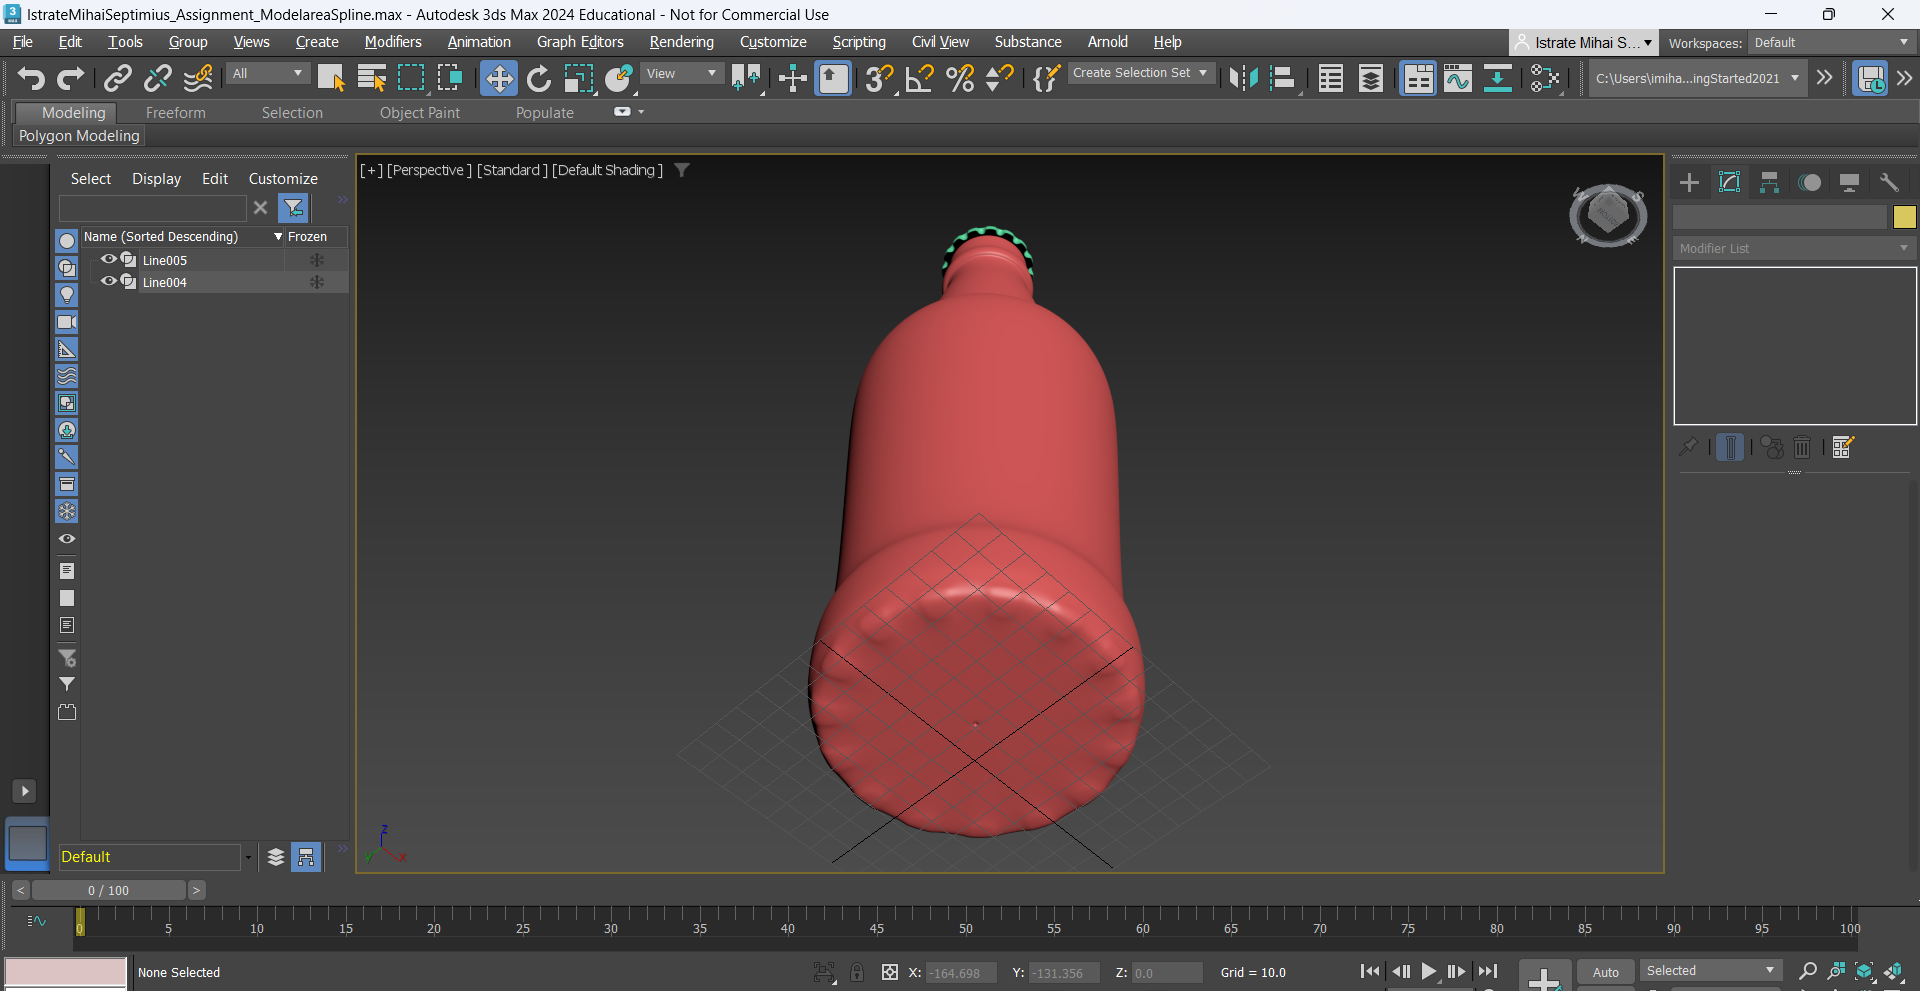 IstrateMihaiSeptimius_Assignment_ModelareaSpline.max - Autodesk 3ds Max 2024 Educational - Not for Commercial Use
File Edit Tools Group Views Create Modifiers Animation Graph Editors Rendering Customize Scripting Civil View Substance Arnold Help
Istrate Mihai S... Workspaces: Default
All View Create Selection Set C:\Users\imiha...ingStarted2021
Modeling Freeform Selection Object Paint Populate
Polygon Modeling
[+] [Perspective] [Standard] [Default Shading]
Select Display Edit Customize
Name (Sorted Descending) Frozen
Line005
Line004
Modifier List
Default
0 / 100
0 5 10 15 20 25 30 35 40 45 50 55 60 65 70 75 80 85 90 95 100
None Selected X: -164.698 Y: -131.356 Z: 0.0 Grid = 10.0 Auto Selected